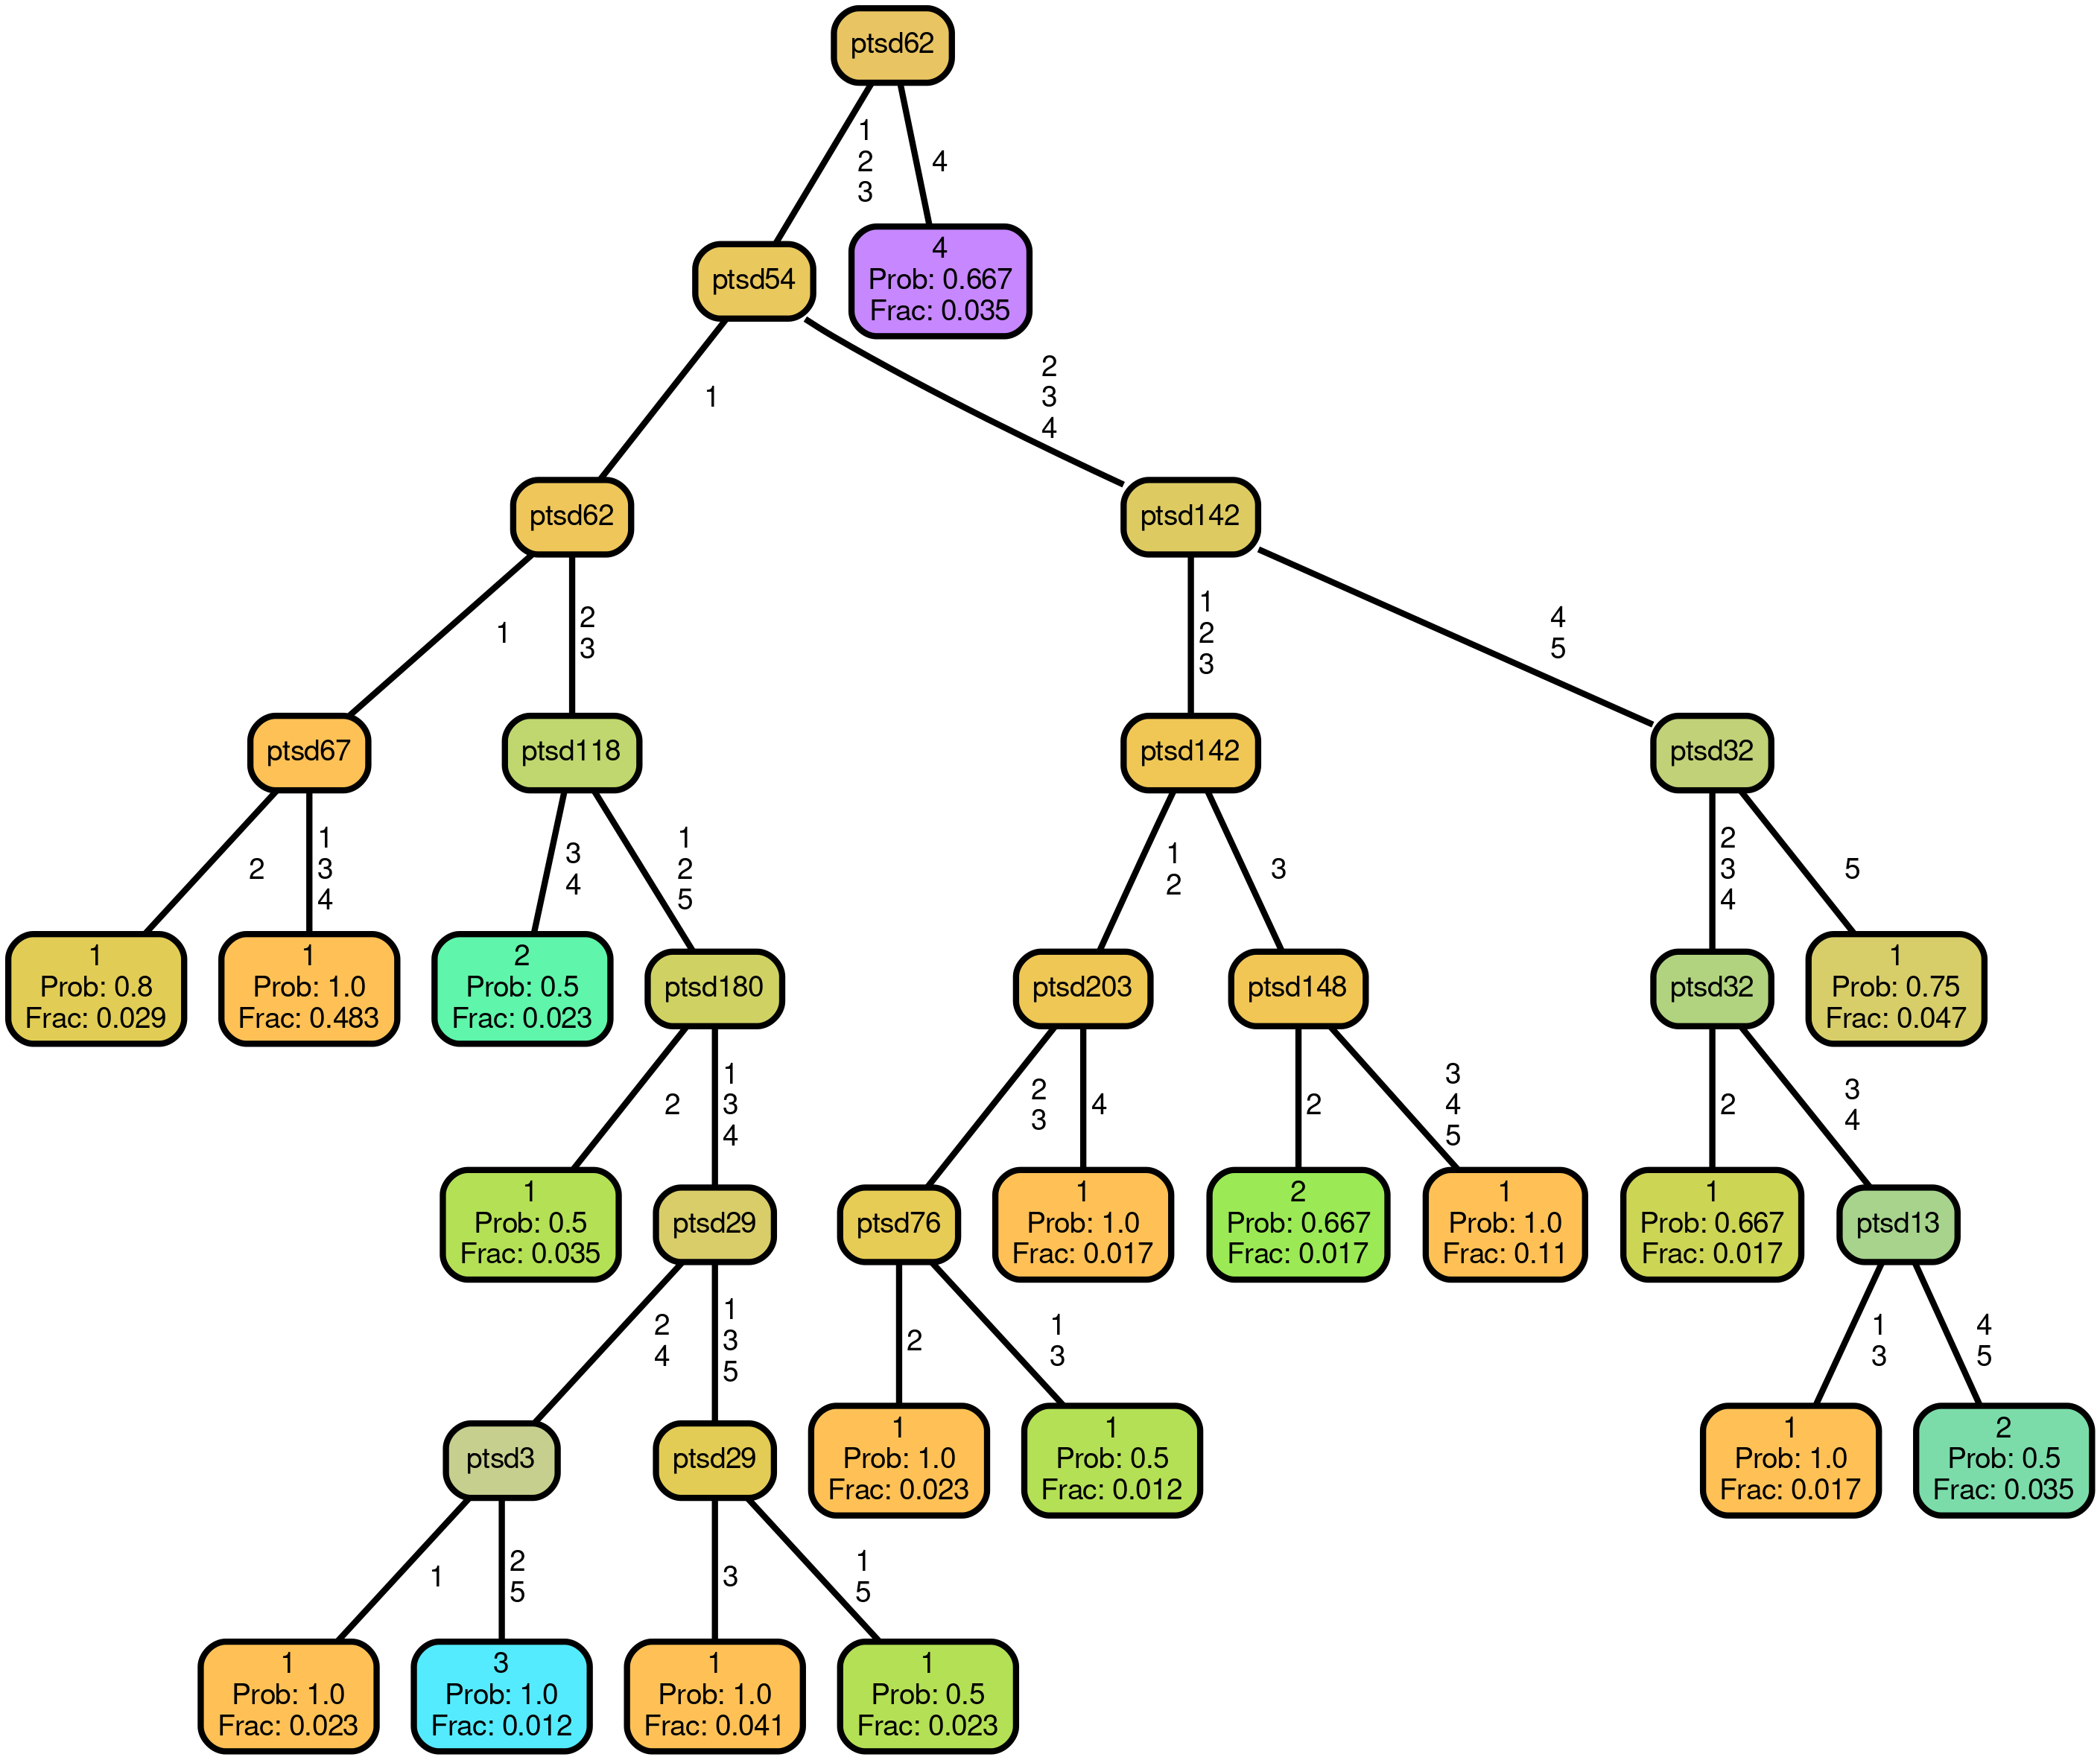 ptsd62
1
2
3
4
ptsd54
4
Prob: 0.667
Frac: 0.035
1
2
3
4
ptsd62
ptsd142
1
2
3
1
2
3
4
5
ptsd67
ptsd118
ptsd142
ptsd32
2
1
3
4
3
4
1
2
5
1
2
3
2
3
4
5
1
Prob: 0.8
Frac: 0.029
1
Prob: 1.0
Frac: 0.483
2
Prob: 0.5
Frac: 0.023
ptsd180
ptsd203
ptsd148
ptsd32
1
Prob: 0.75
Frac: 0.047
2
1
3
4
2
3
4
2
3
4
5
2
3
4
1
Prob: 0.5
Frac: 0.035
ptsd29
ptsd76
1
Prob: 1.0
Frac: 0.017
2
Prob: 0.667
Frac: 0.017
1
Prob: 1.0
Frac: 0.11
1
Prob: 0.667
Frac: 0.017
ptsd13
2
4
1
3
5
2
1
3
1
3
4
5
ptsd3
ptsd29
1
Prob: 1.0
Frac: 0.023
1
Prob: 0.5
Frac: 0.012
1
Prob: 1.0
Frac: 0.017
2
Prob: 0.5
Frac: 0.035
1
2
5
3
1
5
1
Prob: 1.0
Frac: 0.023
3
Prob: 1.0
Frac: 0.012
1
Prob: 1.0
Frac: 0.041
1
Prob: 0.5
Frac: 0.023